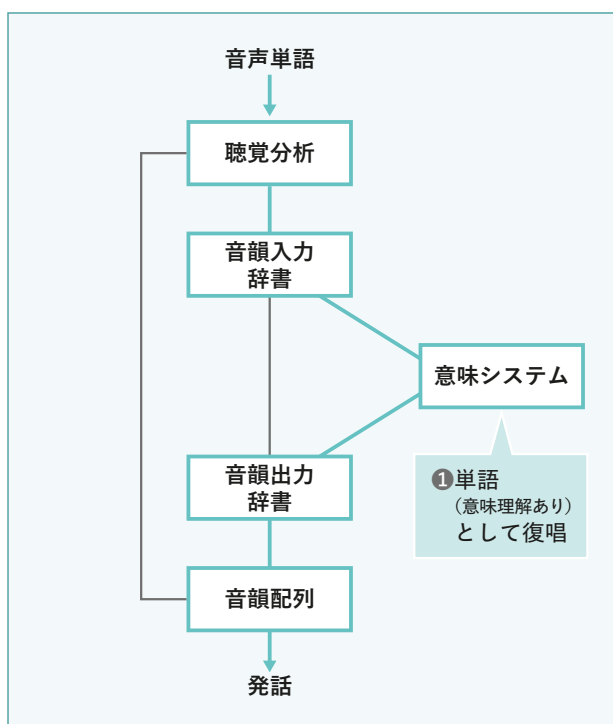 音声単語
聴覚分析
音韻入力
辞書
意味システム
❶単語
（意味理解あり）
として復唱
音韻出力
辞書
音韻配列
発話